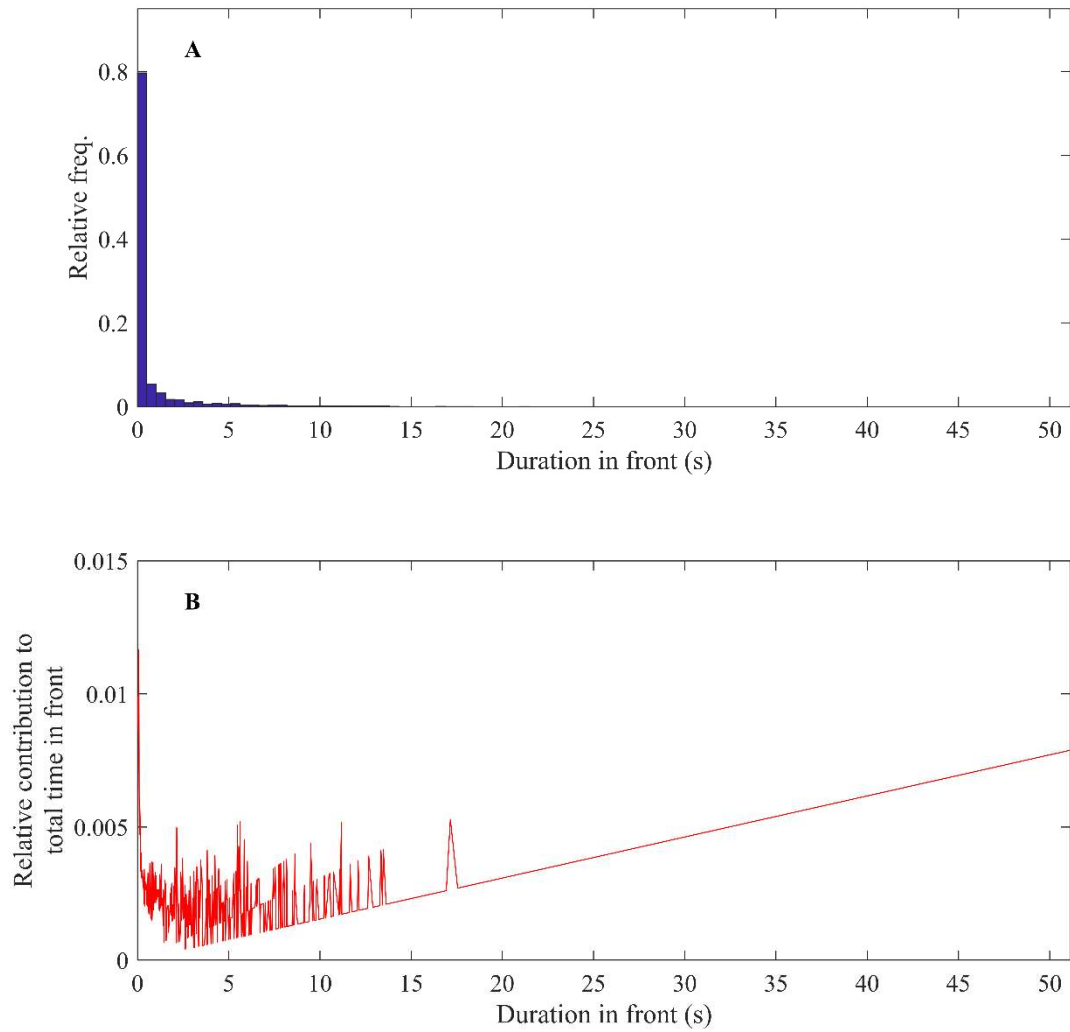 A
0.8
0.6
0.4
0.2
0
Relative freq.
0 5 10 15 20 25 30 35 40 45 50
Duration in front (s)
B
0.015
0.01
0.005
0
Relative contribution to
total time in front
0 5 10 15 20 25 30 35 40 45 50
Duration in front (s)